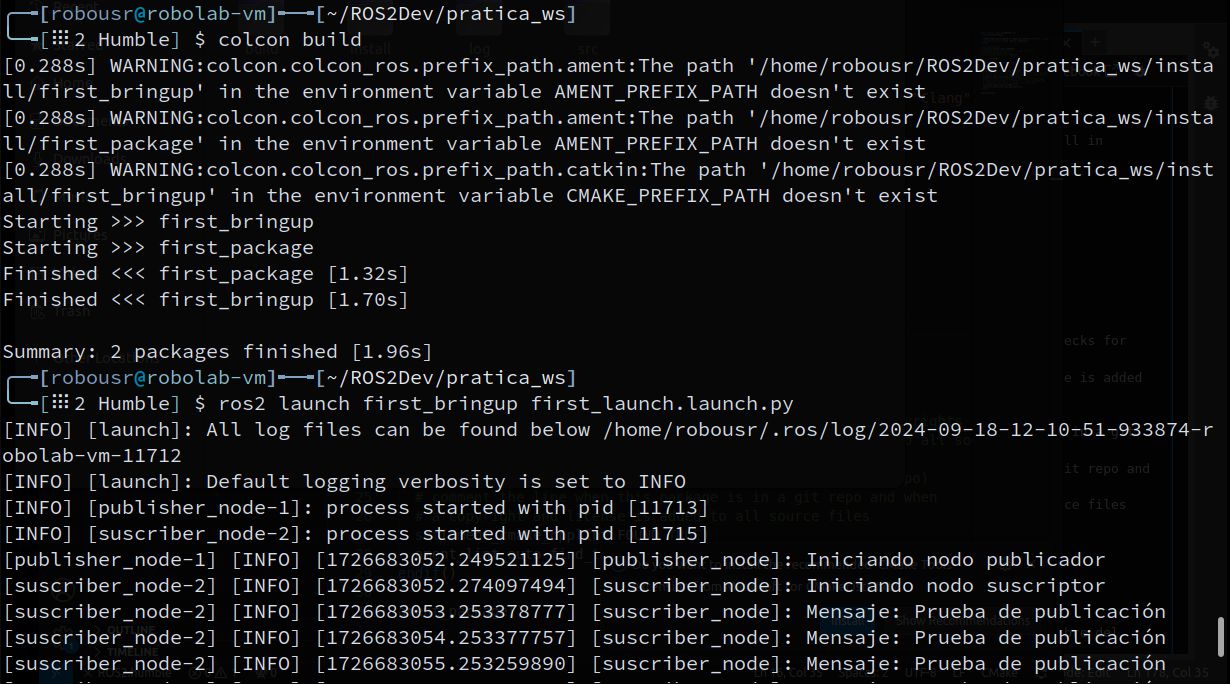 [robousr@robolab-vm]—[~/ROS2Dev/pratica_ws]
[⠿2 Humble] $ colcon build
[0.288s] WARNING:colcon.colcon_ros.prefix_path.ament:The path '/home/robousr/ROS2Dev/pratica_ws/insta
ll/first_bringup' in the environment variable AMENT_PREFIX_PATH doesn't exist
[0.288s] WARNING:colcon.colcon_ros.prefix_path.ament:The path '/home/robousr/ROS2Dev/pratica_ws/insta
ll/first_package' in the environment variable AMENT_PREFIX_PATH doesn't exist
[0.288s] WARNING:colcon.colcon_ros.prefix_path.catkin:The path '/home/robousr/ROS2Dev/pratica_ws/inst
all/first_bringup' in the environment variable CMAKE_PREFIX_PATH doesn't exist
Starting >>> first_bringup
Starting >>> first_package
Finished <<< first_package [1.32s]
Finished <<< first_bringup [1.70s]
Summary: 2 packages finished [1.96s]
[robousr@robolab-vm]—[~/ROS2Dev/pratica_ws]
[⠿2 Humble] $ ros2 launch first_bringup first_launch.launch.py
[INFO] [launch]: All log files can be found below /home/robousr/.ros/log/2024-09-18-12-10-51-933874-r
obolab-vm-11712
[INFO] [launch]: Default logging verbosity is set to INFO
[INFO] [publisher_node-1]: process started with pid [11713]
[INFO] [suscriber_node-2]: process started with pid [11715]
[publisher_node-1] [INFO] [1726683052.249521125] [publisher_node]: Iniciando nodo publicador
[suscriber_node-2] [INFO] [1726683052.274097494] [suscriber_node]: Iniciando nodo suscriptor
[suscriber_node-2] [INFO] [1726683053.253378777] [suscriber_node]: Mensaje: Prueba de publicación
[suscriber_node-2] [INFO] [1726683054.253377757] [suscriber_node]: Mensaje: Prueba de publicación
[suscriber_node-2] [INFO] [1726683055.253259890] [suscriber_node]: Mensaje: Prueba de publicación